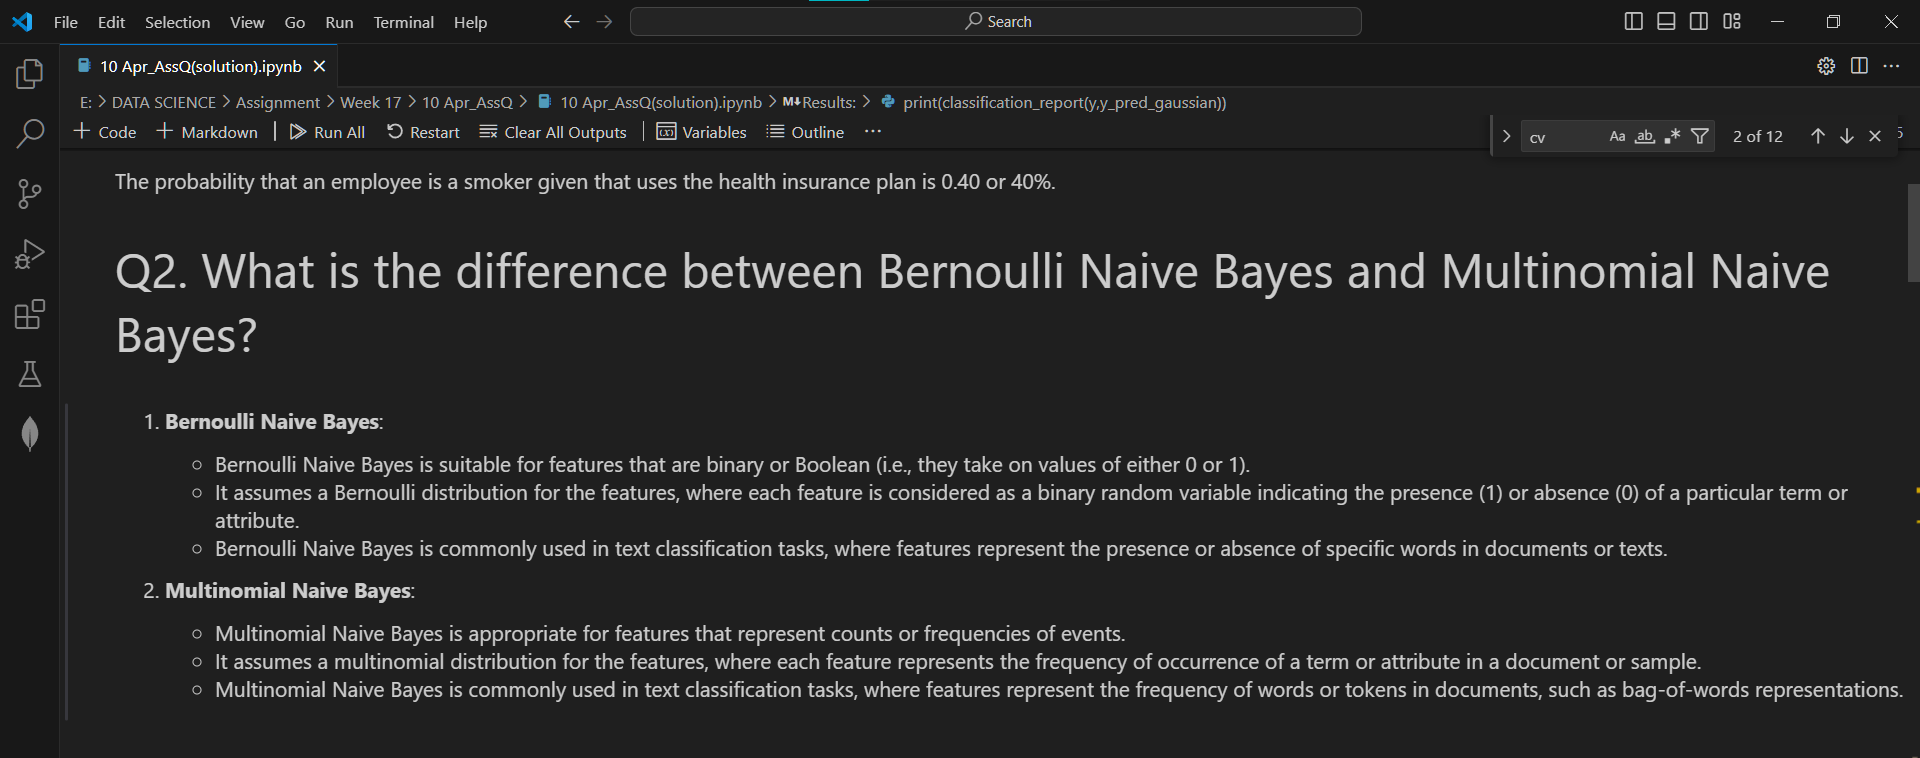 File Edit Selection View Go Run Terminal Help Search
10 Apr_AssQ(solution).ipynb
E: > DATA SCIENCE > Assignment > Week 17 > 10 Apr_AssQ > 10 Apr_AssQ(solution).ipynb > M↓Results: > print(classification_report(y,y_pred_gaussian))
+ Code + Markdown | Run All Restart Clear All Outputs | Variables Outline ...
cv Aa ab .* 2 of 12
The probability that an employee is a smoker given that uses the health insurance plan is 0.40 or 40%.
Q2. What is the difference between Bernoulli Naive Bayes and Multinomial Naive
Bayes?
1. Bernoulli Naive Bayes:
○ Bernoulli Naive Bayes is suitable for features that are binary or Boolean (i.e., they take on values of either 0 or 1).
○ It assumes a Bernoulli distribution for the features, where each feature is considered as a binary random variable indicating the presence (1) or absence (0) of a particular term or
attribute.
○ Bernoulli Naive Bayes is commonly used in text classification tasks, where features represent the presence or absence of specific words in documents or texts.
2. Multinomial Naive Bayes:
○ Multinomial Naive Bayes is appropriate for features that represent counts or frequencies of events.
○ It assumes a multinomial distribution for the features, where each feature represents the frequency of occurrence of a term or attribute in a document or sample.
○ Multinomial Naive Bayes is commonly used in text classification tasks, where features represent the frequency of words or tokens in documents, such as bag-of-words representations.